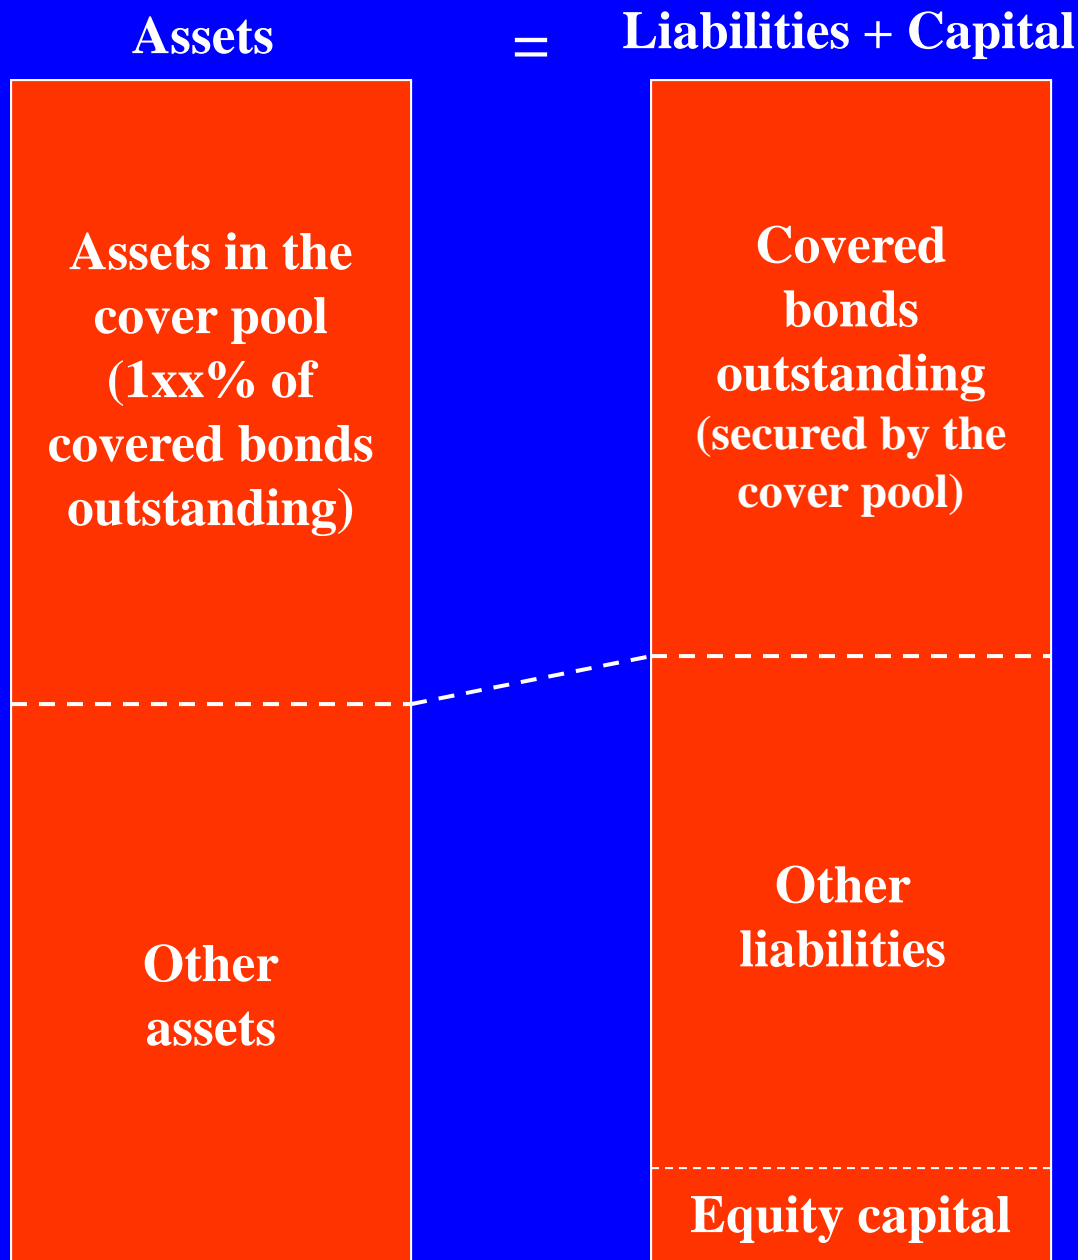 Assets
=
Liabilities + Capital
Assets in the
cover pool
(1xx% of
covered bonds
outstanding)
Other
assets
Covered
bonds
outstanding
(secured by the
cover pool)
Other
liabilities
Equity capital